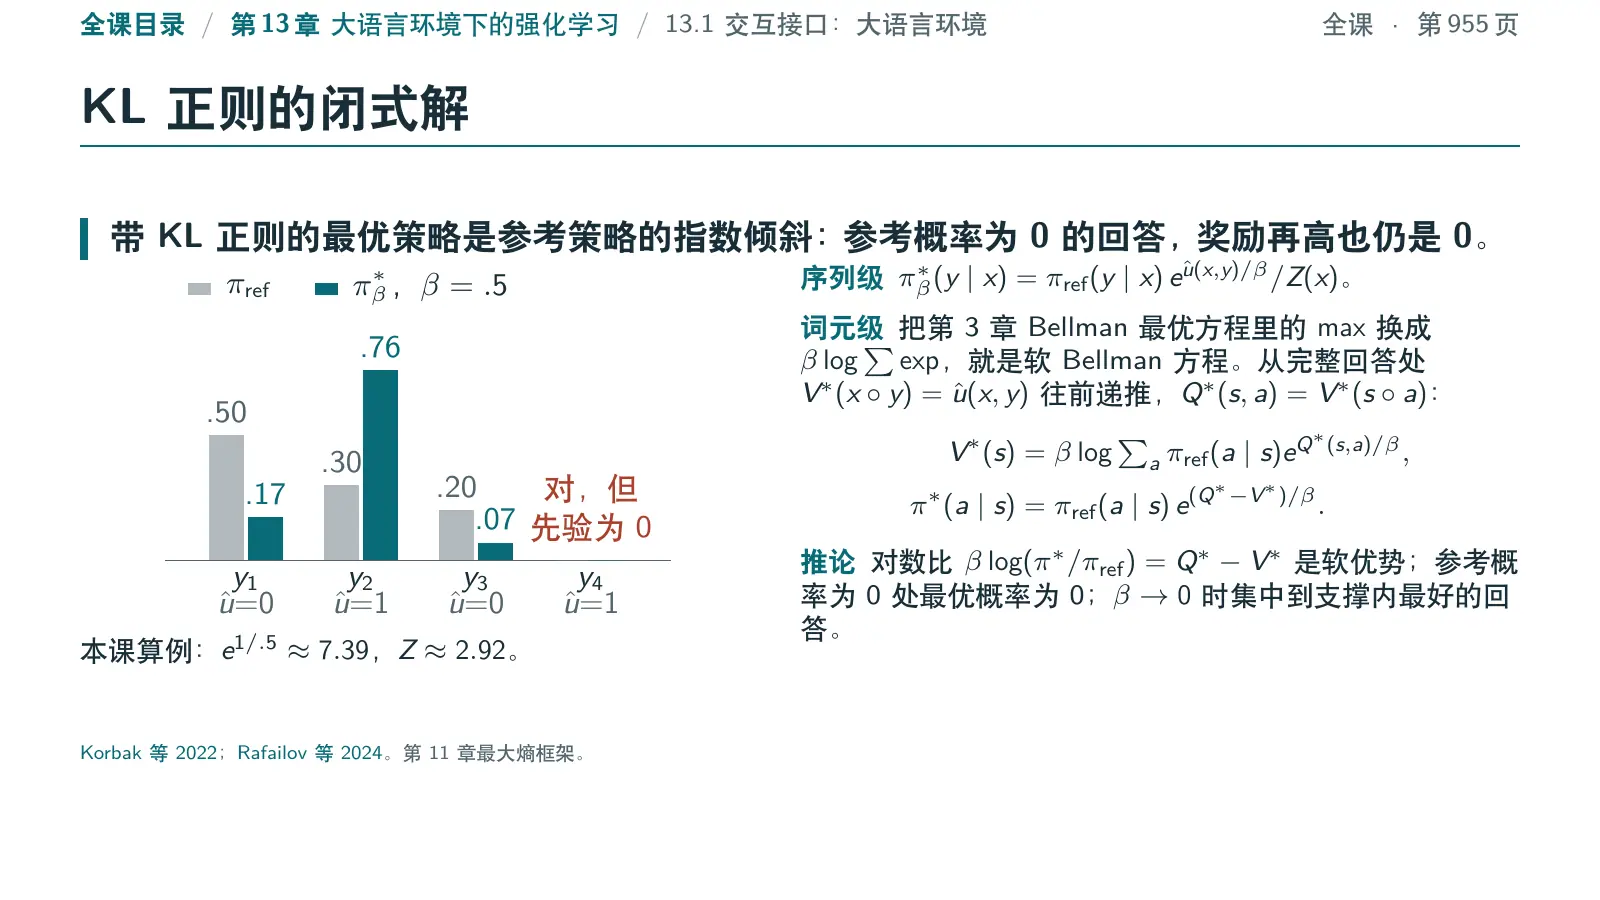 全课目录 / 第 13 章 大语言环境下的强化学习 / 13.1 交互接口：大语言环境
全课 · 第 955 页
KL 正则的闭式解
带 KL 正则的最优策略是参考策略的指数倾斜：参考概率为 0 的回答，奖励再高也仍是 0。
π_ref π*_β，β = .5
.50 .17 .30 .76 .20 .07
对，但
先验为 0
y₁ y₂ y₃ y₄
û=0 û=1 û=0 û=1
本课算例：e^{1/.5} ≈ 7.39，Z ≈ 2.92。
序列级 π*_β(y | x) = π_ref(y | x) e^{û(x,y)/β}/Z(x)。
词元级 把第 3 章 Bellman 最优方程里的 max 换成
β log ∑ exp，就是软 Bellman 方程。从完整回答处
V*(x ∘ y) = û(x, y) 往前递推，Q*(s, a) = V*(s ∘ a)：
V*(s) = β log ∑_a π_ref(a | s)e^{Q*(s,a)/β},
π*(a | s) = π_ref(a | s) e^{(Q*−V*)/β}.
推论 对数比 β log(π*/π_ref) = Q* − V* 是软优势；参考概
率为 0 处最优概率为 0；β → 0 时集中到支撑内最好的回
答。
Korbak 等 2022；Rafailov 等 2024。第 11 章最大熵框架。